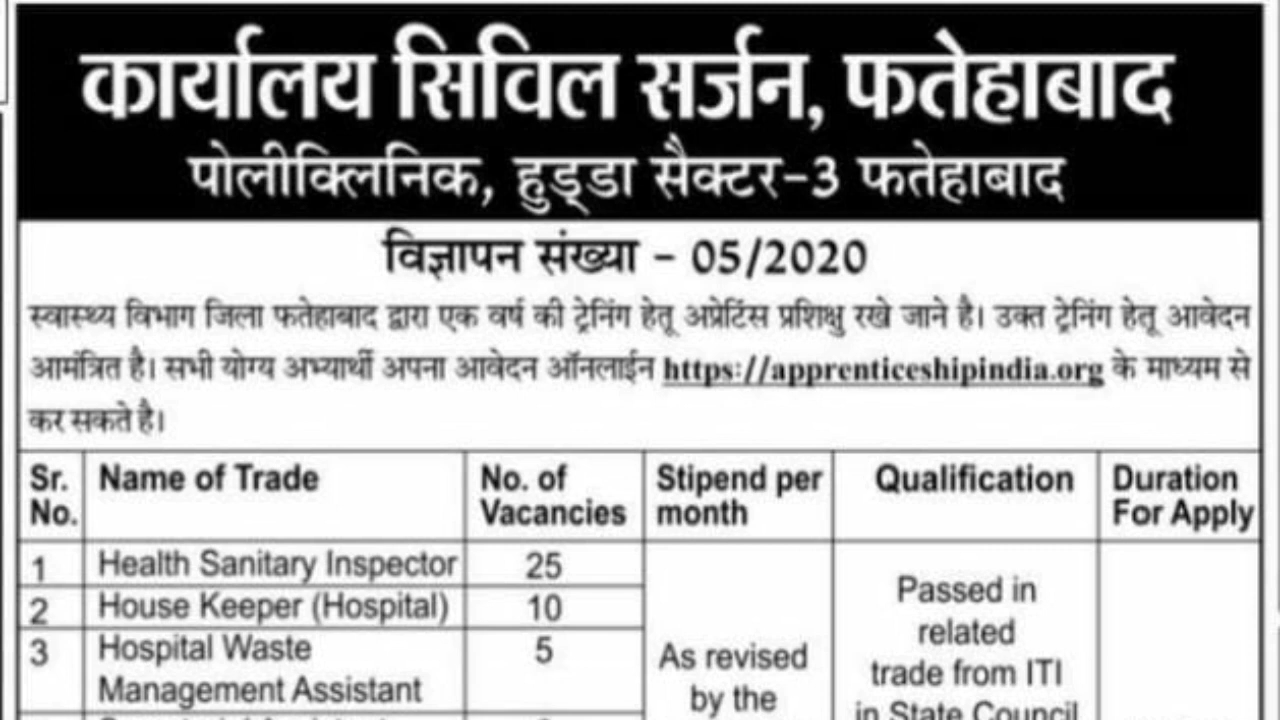 कार्यालय सिविल सर्जन, फतेहाबाद
पोलीक्लिनिक, हुड्डा सैक्टर-3 फतेहाबाद
विज्ञापन संख्या - 05/2020
स्वास्थ्य विभाग जिला फतेहाबाद द्वारा एक वर्ष की ट्रेनिंग हेतू अप्रेटिंस प्रशिक्षु रखे जाने है। उक्त ट्रेनिंग हेतू आवेदन
आमंत्रित है। सभी योग्य अभ्यार्थी अपना आवेदन ऑनलाईन https://apprenticeshipindia.org के माध्यम से
कर सकते है।
Sr. No. Name of Trade No. of Vacancies Stipend per month Qualification Duration For Apply
1 Health Sanitary Inspector 25
2 House Keeper (Hospital) 10
3 Hospital Waste Management Assistant 5
As revised
by the
Passed in
related
trade from ITI
in State Council